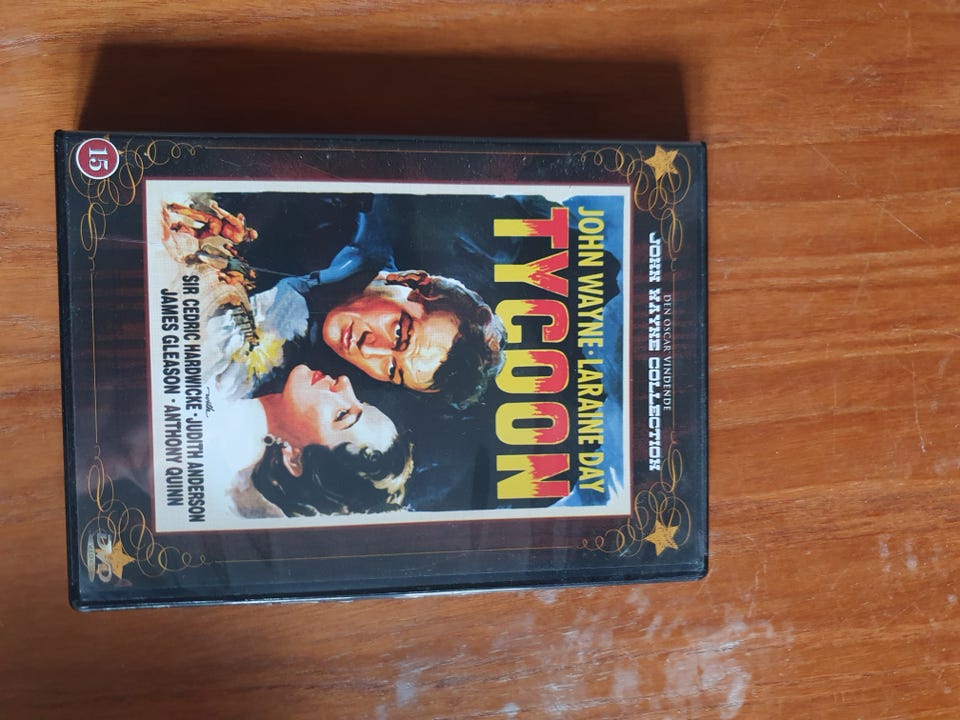 DEN OSCAR VINDENDE
JOHN WAYNE COLLECTION
JOHN WAYNE · LARAINE DAY
TYCOON
with
SIR CEDRIC HARDWICKE · JUDITH ANDERSON
JAMES GLEASON · ANTHONY QUINN
15
DVD